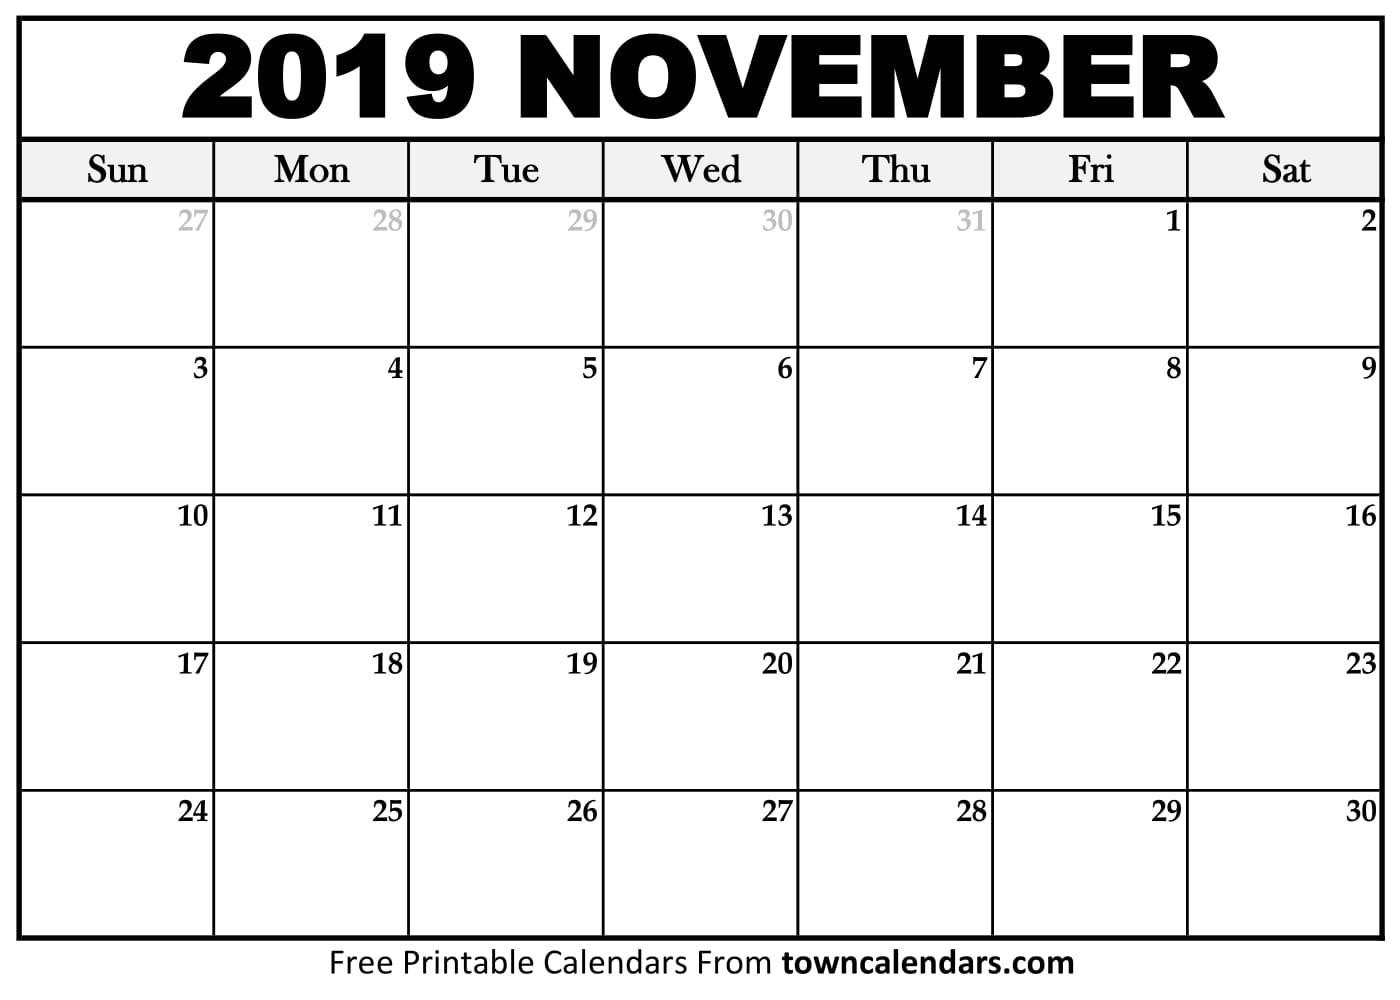 2019 NOVEMBER
Sun Mon Tue Wed Thu Fri Sat
27 28 29 30 31 1 2
3 4 5 6 7 8 9
10 11 12 13 14 15 16
17 18 19 20 21 22 23
24 25 26 27 28 29 30
Free Printable Calendars From towncalendars.com